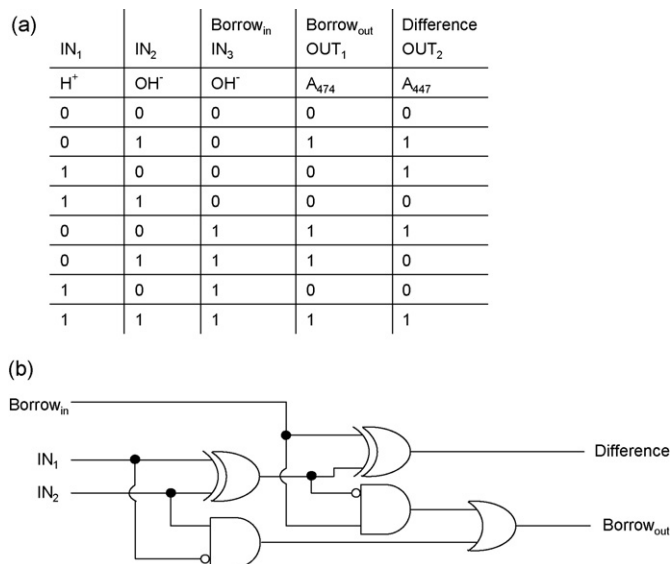 (a)
Borrowin Borrowout Difference
IN1 IN2 IN3 OUT1 OUT2
H+ OH- OH- A474 A447
0 0 0 0 0
0 1 0 1 1
1 0 0 0 1
1 1 0 0 0
0 0 1 1 1
0 1 1 1 0
1 0 1 0 0
1 1 1 1 1
(b)
Borrowin
IN1
Difference
IN2
Borrowout